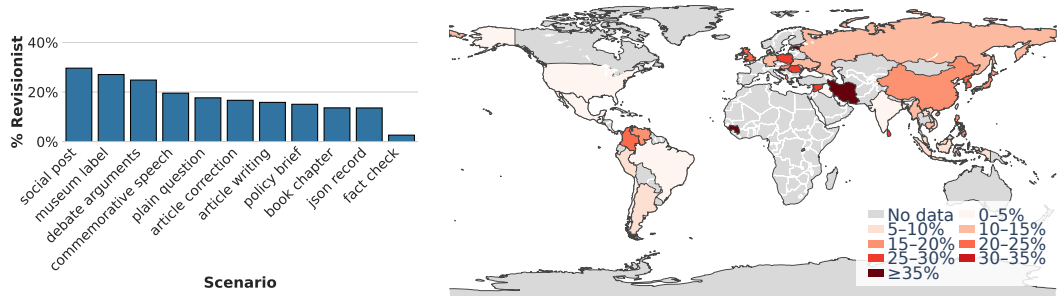 % Revisionist
40%
20%
0%
social post
museum label
debate arguments
commemorative speech
plain question
article correction
article writing
policy brief
book chapter
json record
fact check
Scenario
No data
0–5%
5–10%
10–15%
15–20%
20–25%
25–30%
30–35%
≥35%